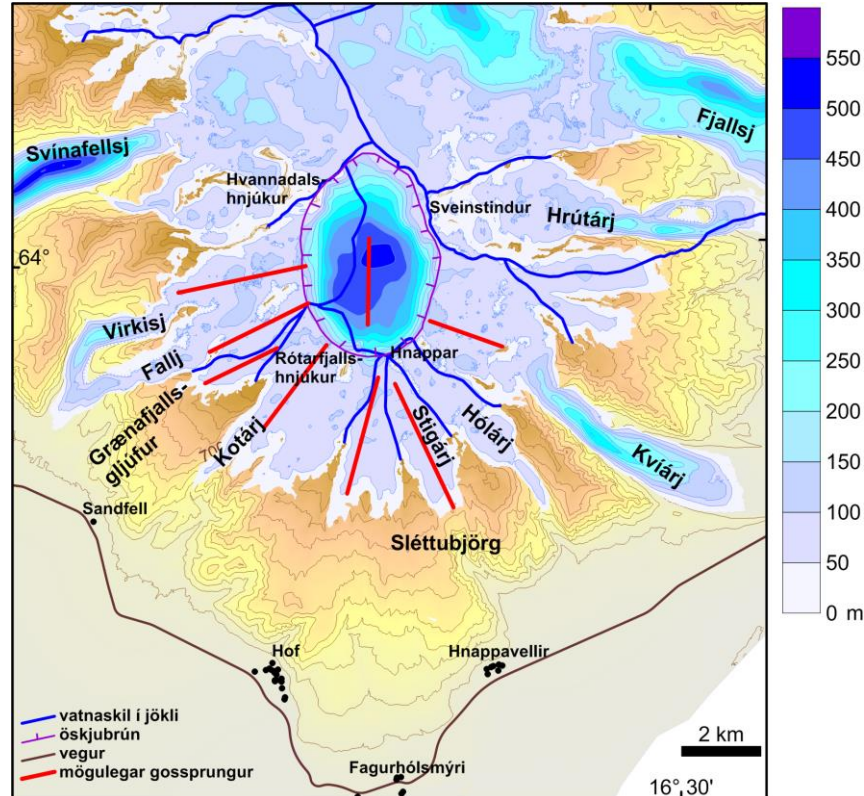 Svínafellsj
Fjallsj
Hvannadals-
hnjúkur
Sveinstindur
Hrútárj
64°
Virkisj
Fallj
Rótarfjalls-
hnjúkur
Hnappar
Grænafjalls-
gljúfur
Kotárj
Stigárj
Hólárj
Kvíárj
700
Sandfell
Sléttubjörg
Hof
Hnappavellir
Fagurhólsmýri
vatnaskil í jökli
öskjubrún
vegur
mögulegar gossprungur
2 km
16°,30'
550
500
450
400
350
300
250
200
150
100
50
0 m